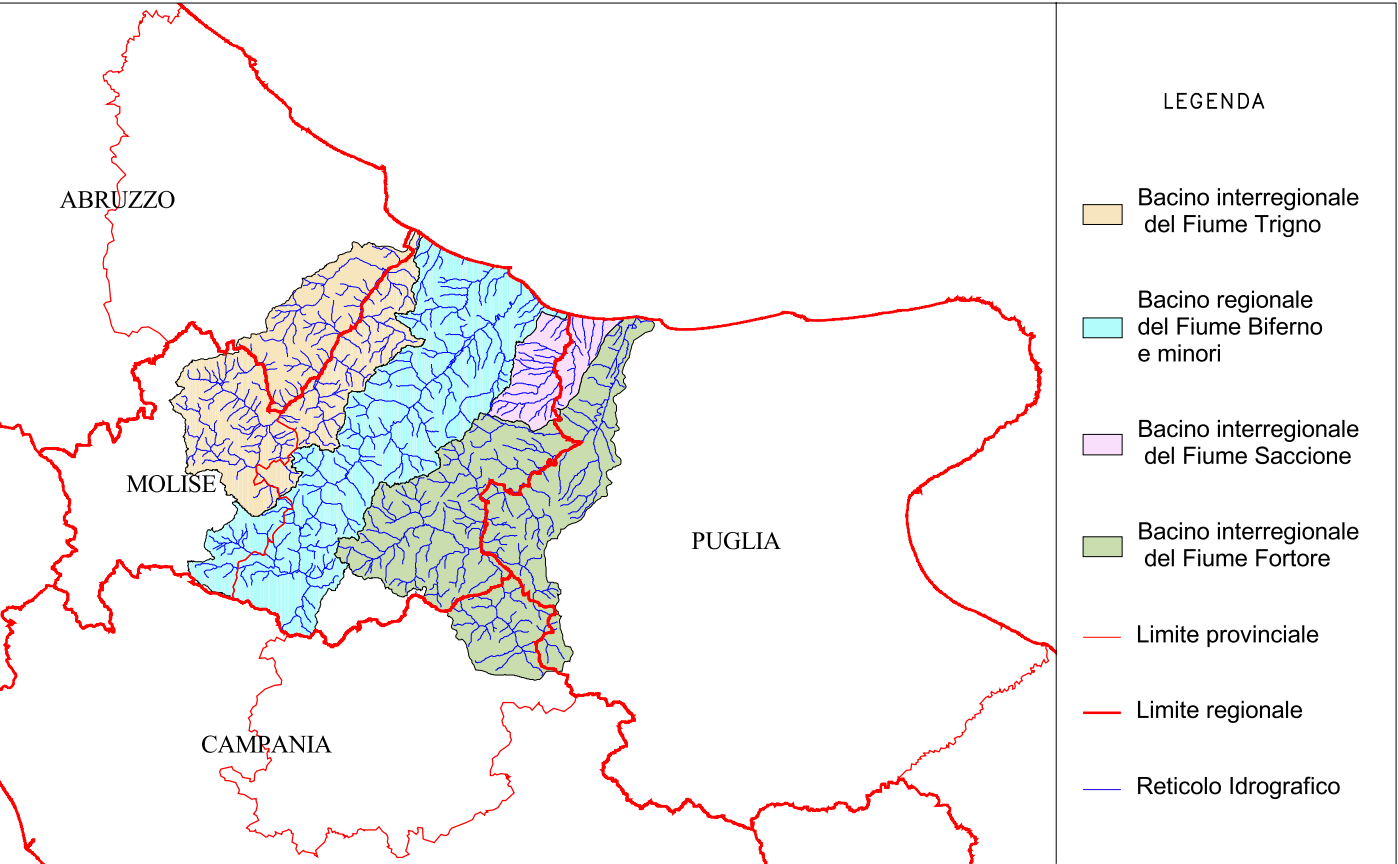 ABRUZZO
MOLISE
PUGLIA
CAMPANIA
LEGENDA
Bacino interregionale
del Fiume Trigno
Bacino regionale
del Fiume Biferno
e minori
Bacino interregionale
del Fiume Saccione
Bacino interregionale
del Fiume Fortore
Limite provinciale
Limite regionale
Reticolo Idrografico